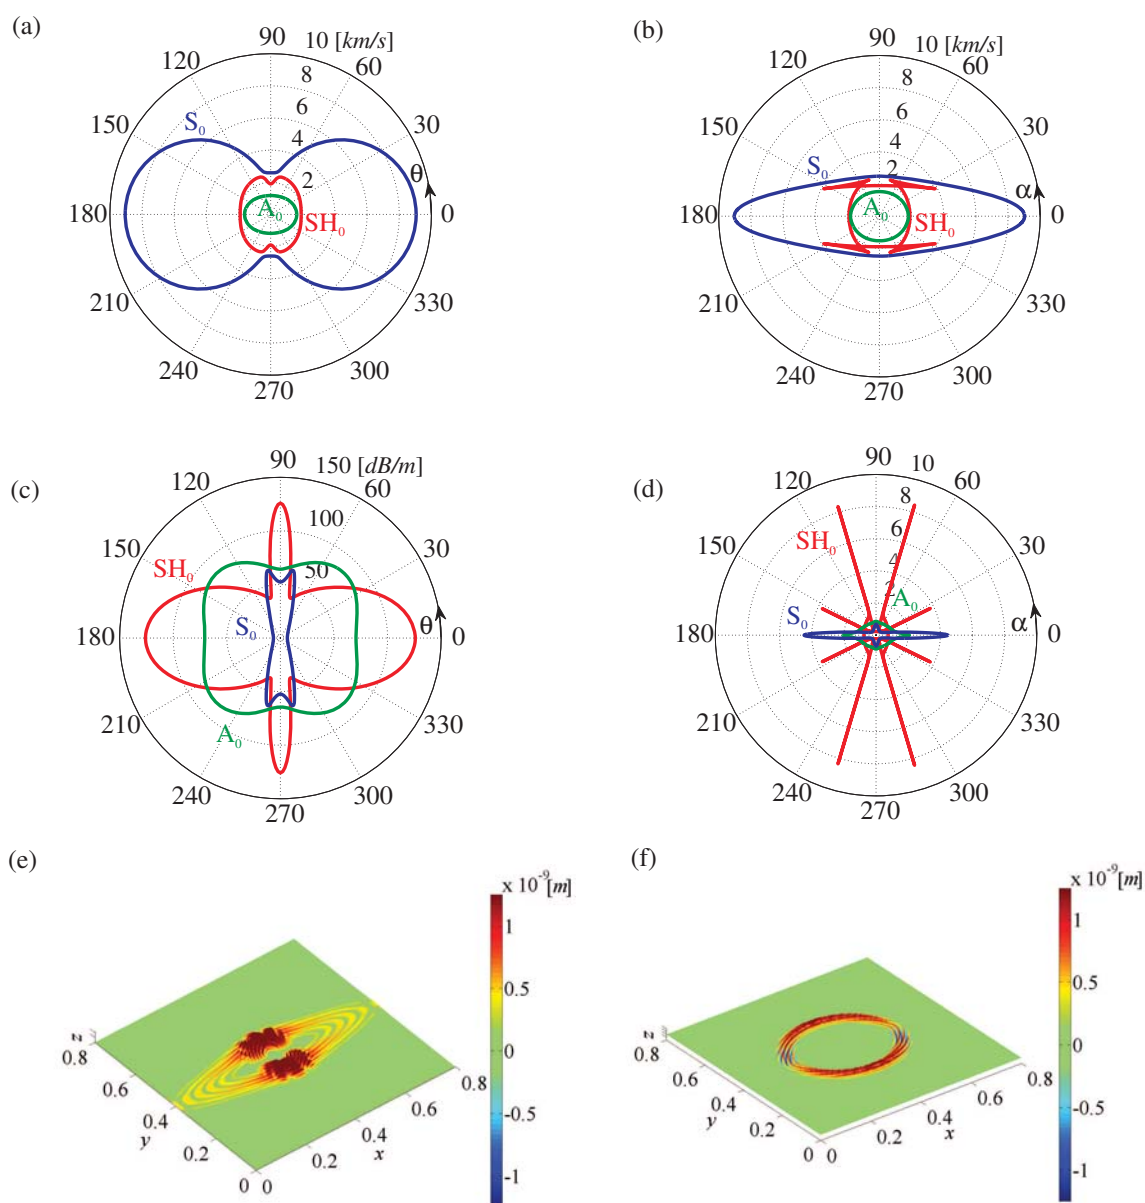 (a)
90
10 [km/s]
120
60
8
6
150
30
4
S₀
2
θ
180
A₀
0
SH₀
210
330
240
300
270
(b)
90
10 [km/s]
120
60
8
6
150
30
4
S₀
2
α
180
A₀
0
SH₀
210
330
240
300
270
(c)
90
150 [dB/m]
120
60
100
150
30
SH₀
50
S₀
θ
180
0
210
330
A₀
240
300
270
(d)
90
10
120
60
8
SH₀
6
150
30
4
2
A₀
S₀
α
180
0
210
330
240
300
270
(e)
x 10⁻⁹ [m]
1
0.5
0
-0.5
-1
z
0.8
0.6
0.4
y
0.2
0
0
0.2
0.4
x
0.6
0.8
(f)
x 10⁻⁹ [m]
1
0.5
0
-0.5
-1
z
0.8
0.6
0.4
y
0.2
0
0
0.2
0.4
x
0.6
0.8